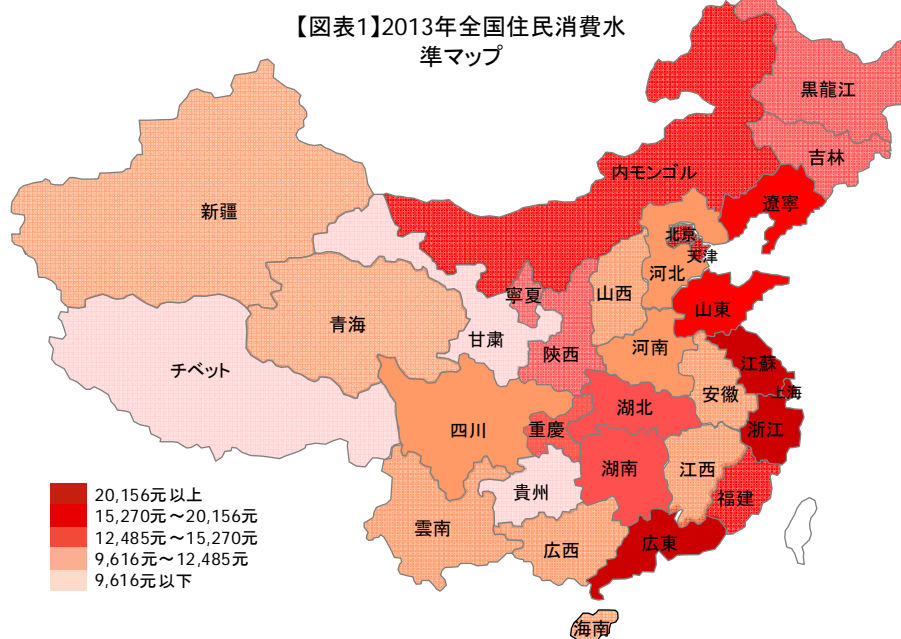 【図表1】2013年全国住民消費水
準マップ
黒龍江
吉林
内モンゴル
遼寧
新疆
北京
天津
河北
山西
寧夏
山東
青海
甘粛
河南
陝西
江蘇
チベット
安徽
上海
湖北
浙江
四川
重慶
湖南
江西
貴州
福建
雲南
広西
広東
海南
20,156元以上
15,270元～20,156元
12,485元～15,270元
9,616元～12,485元
9,616元以下